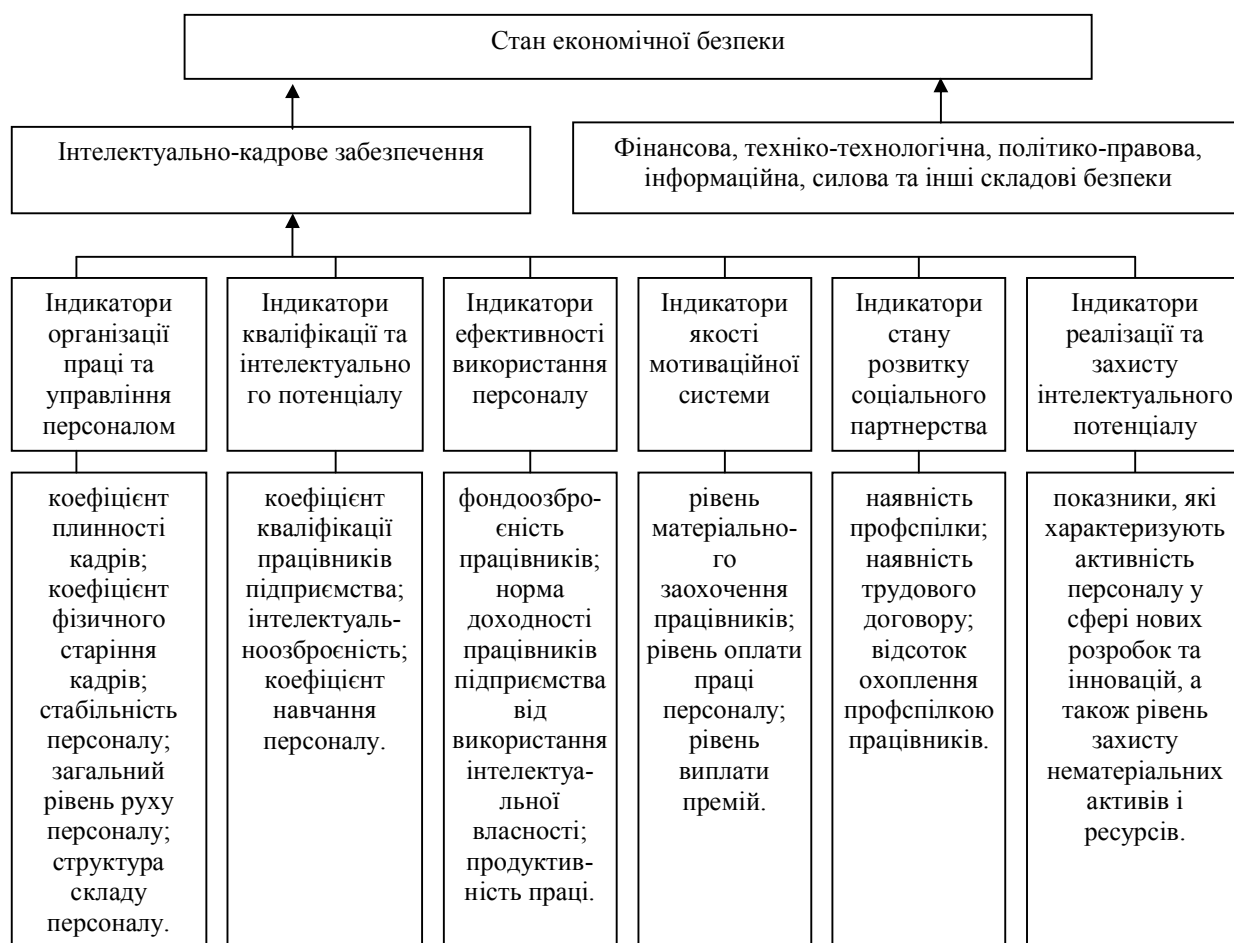 Стан економічної безпеки
Інтелектуально-кадрове забезпечення
Фінансова, техніко-технологічна, політико-правова,
інформаційна, силова та інші складові безпеки
Індикатори
організації
праці та
управління
персоналом
Індикатори
кваліфікації та
інтелектуально
го потенціалу
Індикатори
ефективності
використання
персоналу
Індикатори
якості
мотиваційної
системи
Індикатори
стану
розвитку
соціального
партнерства
Індикатори
реалізації та
захисту
інтелектуального
потенціалу
коефіцієнт
плинності
кадрів;
коефіцієнт
фізичного
старіння
кадрів;
стабільність
персоналу;
загальний
рівень руху
персоналу;
структура
складу
персоналу.
коефіцієнт
кваліфікації
працівників
підприємства;
інтелектуаль-
ноозброєність;
коефіцієнт
навчання
персоналу.
фондоозбро-
єність
працівників;
норма
доходності
працівників
підприємства
від
використання
інтелектуа-
льної
власності;
продуктив-
ність праці.
рівень
матеріально-
го
заохочення
працівників;
рівень оплати
праці
персоналу;
рівень
виплати
премій.
наявність
профспілки;
наявність
трудового
договору;
відсоток
охоплення
профспілкою
працівників.
показники, які
характеризують
активність
персоналу у
сфері нових
розробок та
інновацій, а
також рівень
захисту
нематеріальних
активів і
ресурсів.